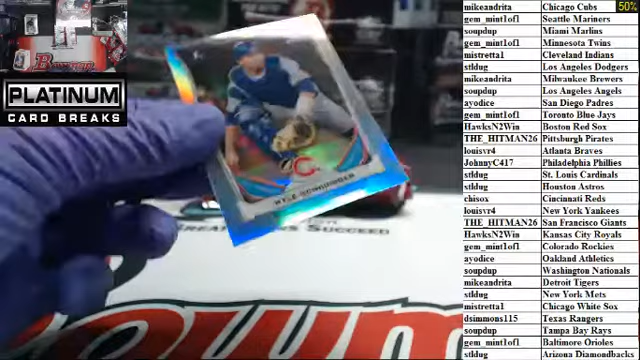 mikeandrita Chicago Cubs 50%
gem_mint1of1 Seattle Mariners
soupdup Miami Marlins
gem_mint1of1 Minnesota Twins
mistretta1 Cleveland Indians
stldug Los Angeles Dodgers
mikeandrita Milwaukee Brewers
soupdup Los Angeles Angels
ayodice San Diego Padres
gem_mint1of1 Toronto Blue Jays
HawksN2Win Boston Red Sox
THE_HITMAN26 Pittsburgh Pirates
louisvr4 Atlanta Braves
JohnnyC417 Philadelphia Phillies
stldug St. Louis Cardinals
stldug Houston Astros
chisox Cincinnati Reds
louisvr4 New York Yankees
THE_HITMAN26 San Francisco Giants
HawksN2Win Kansas City Royals
gem_mint1of1 Colorado Rockies
ayodice Oakland Athletics
soupdup Washington Nationals
mikeandrita Detroit Tigers
stldug New York Mets
mistretta1 Chicago White Sox
dsimmons115 Texas Rangers
soupdup Tampa Bay Rays
gem_mint1of1 Baltimore Orioles
stldug Arizona Diamondbacks
PLATINUM
CARD BREAKS
KYLE SCHWARBER
SUCCEED